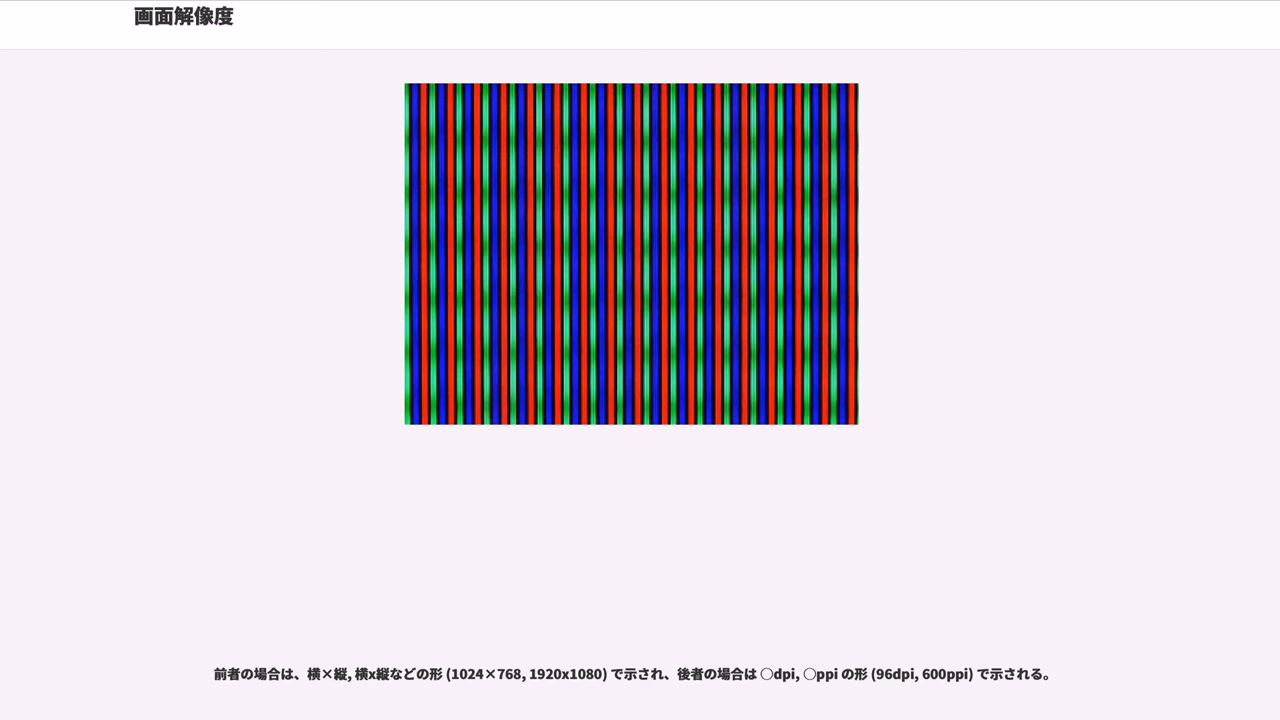 画面解像度
前者の場合は、横×縦, 横x縦などの形 (1024×768, 1920x1080) で示され、後者の場合は ○dpi, ○ppi の形 (96dpi, 600ppi) で示される。